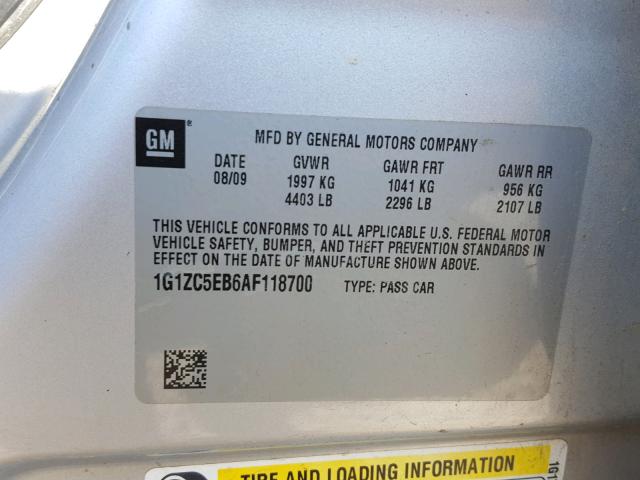 GM ®
MFD BY GENERAL MOTORS COMPANY
DATE GVWR GAWR FRT GAWR RR
08/09 1997 KG 1041 KG 956 KG
4403 LB 2296 LB 2107 LB
THIS VEHICLE CONFORMS TO ALL APPLICABLE U.S. FEDERAL MOTOR
VEHICLE SAFETY, BUMPER, AND THEFT PREVENTION STANDARDS IN
EFFECT ON THE DATE OF MANUFACTURE SHOWN ABOVE.
1G1ZC5EB6AF118700 TYPE: PASS CAR
TIRE AND LOADING INFORMATION
1G1